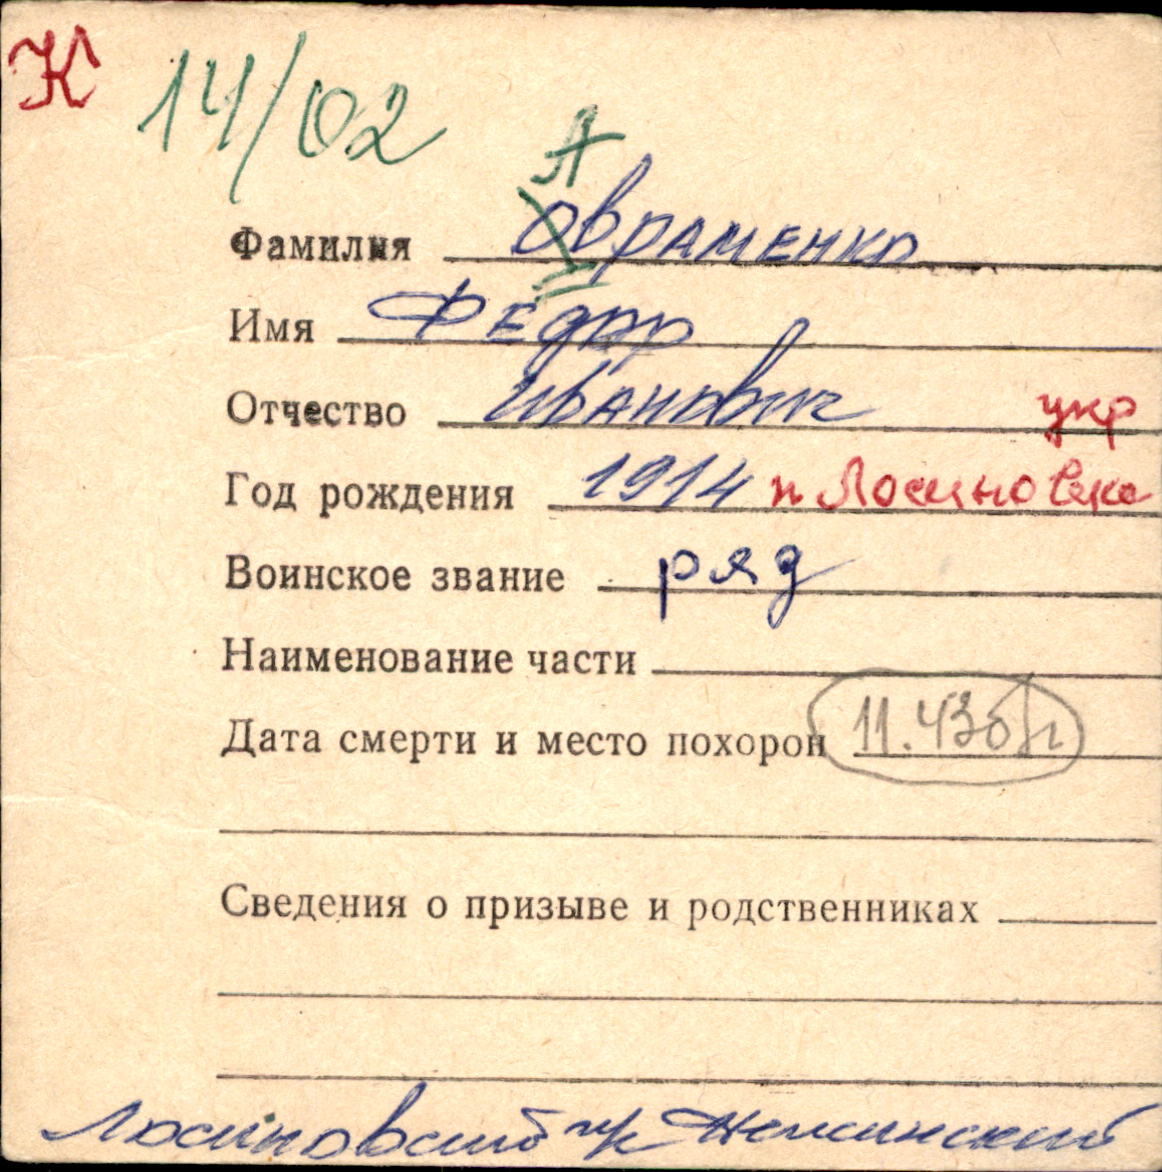 К 14/02
А
Фамилия Овраменко
Имя Федор
Отчество Иванович укр
Год рождения 1914 п Лосиновка
Воинское звание ряд
Наименование части
Дата смерти и место похорон 11.43
Сведения о призыве и родственниках
Лосиновский Нежинский